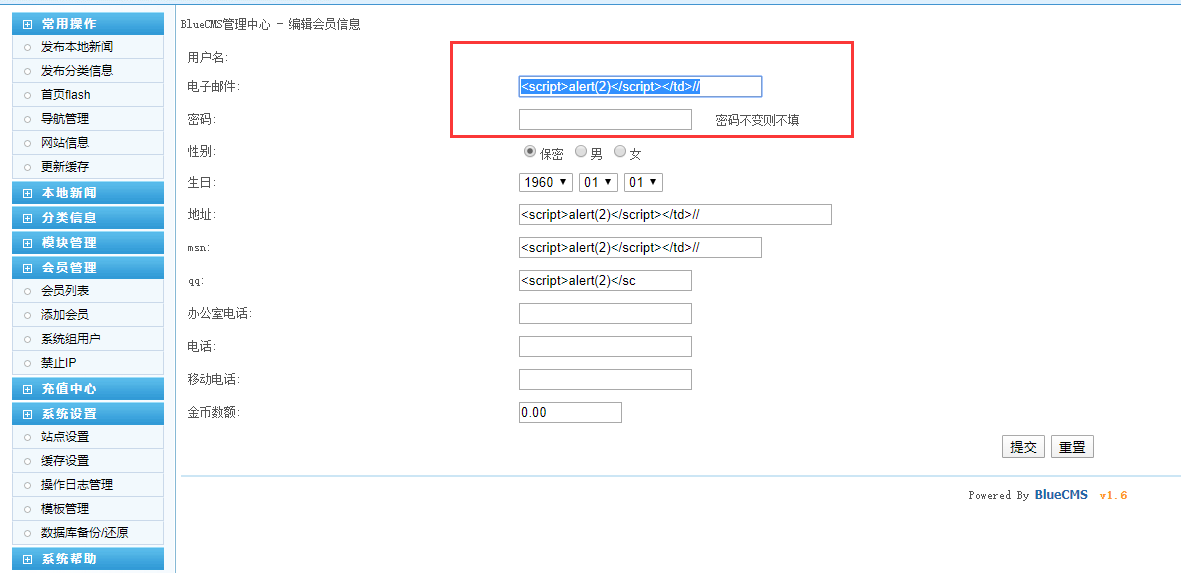 常用操作
发布本地新闻
发布分类信息
首页flash
导航管理
网站信息
更新缓存
本地新闻
分类信息
模块管理
会员管理
会员列表
添加会员
系统组用户
禁止IP
充值中心
系统设置
站点设置
缓存设置
操作日志管理
模板管理
数据库备份/还原
系统帮助
BlueCMS管理中心 - 编辑会员信息
用户名:
电子邮件: <script>alert(2)</script></td>//
密码: 密码不变则不填
性别: 保密 男 女
生日: 1960 01 01
地址: <script>alert(2)</script></td>//
msn: <script>alert(2)</script></td>//
qq: <script>alert(2)</sc
办公室电话:
电话:
移动电话:
金币数额: 0.00
提交 重置
Powered By BlueCMS v1.6